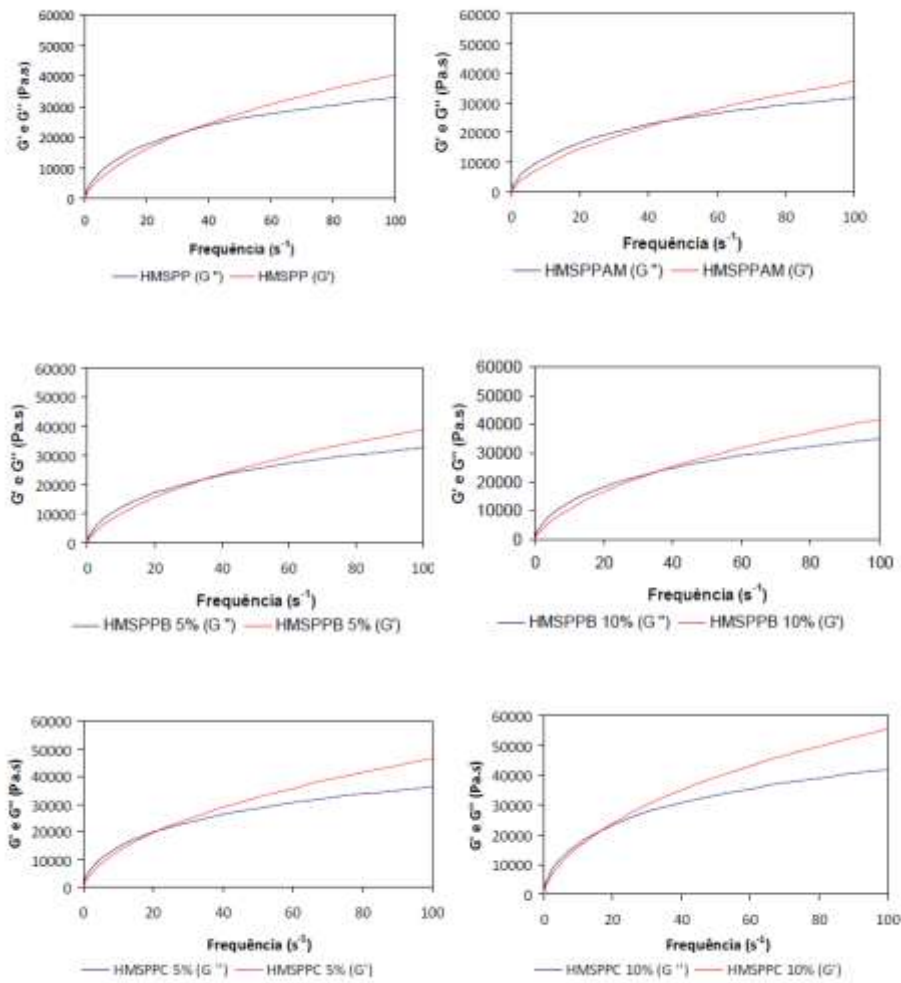 60000
50000
40000
30000
20000
10000
0
G' e G'' (Pa.s)
0 20 40 60 80 100
Frequência (s⁻¹)
HMSPP (G '') HMSPP (G')
60000
50000
40000
30000
20000
10000
0
G' e G'' (Pa.s)
0 20 40 60 80 100
Frequência (s⁻¹)
HMSPPAM (G '') HMSPPAM (G')
60000
50000
40000
30000
20000
10000
0
G' e G'' (Pa.s)
0 20 40 60 80 100
Frequência (s⁻¹)
HMSPPB 5% (G '') HMSPPB 5% (G')
60000
50000
40000
30000
20000
10000
0
G' e G'' (Pa.s)
0 20 40 60 80 100
Frequência (s⁻¹)
HMSPPB 10% (G '') HMSPPB 10% (G')
60000
50000
40000
30000
20000
10000
0
G' e G'' (Pa.s)
0 20 40 60 80 100
Frequência (s⁻¹)
HMSPPC 5% (G '') HMSPPC 5% (G')
60000
50000
40000
30000
20000
10000
0
G' e G'' (Pa.s)
0 20 40 60 80 100
Frequência (s⁻¹)
HMSPPC 10% (G '') HMSPPC 10% (G')